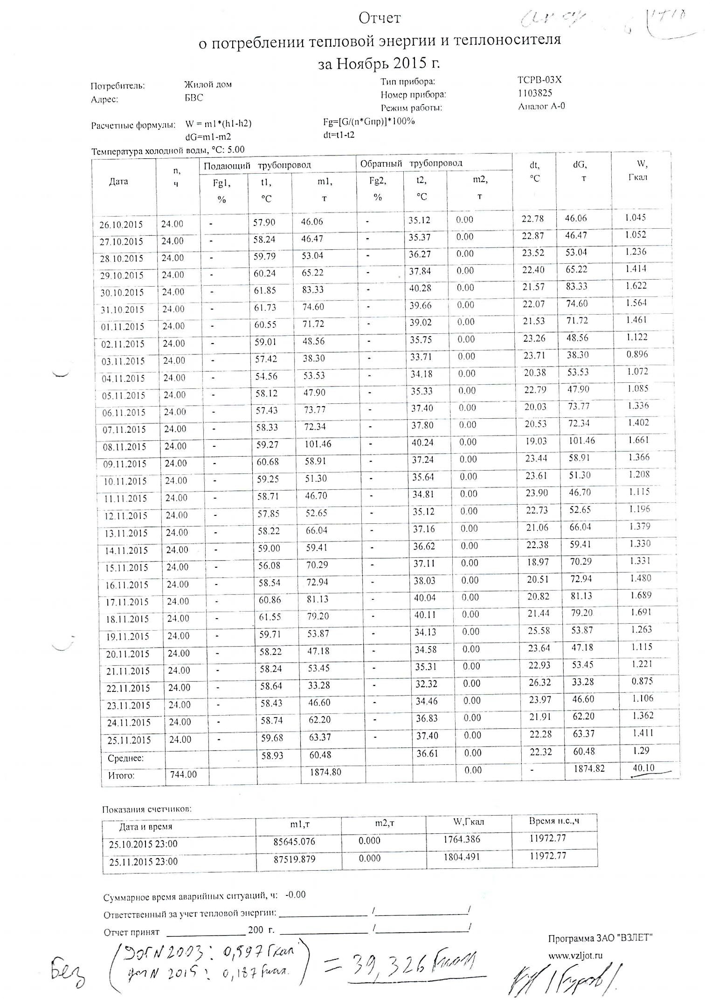 Отчет
о потреблении тепловой энергии и теплоносителя
за Ноябрь 2015 г.
Потребитель: Жилой дом Тип прибора: ТСРВ-03Х
Адрес: БВС Номер прибора: 1103825
Режим работы: Аналог А-0
Расчетные формулы: W = m1*(h1-h2) Fg=[G/(n*Gпр)]*100%
dG=m1-m2 dt=t1-t2
Температура холодной воды, °С: 5.00
Дата n, ч Подающий трубопровод Обратный трубопровод dt, °С dG, т W, Гкал
Fg1, % t1, °С m1, т Fg2, % t2, °С m2, т
26.10.2015 24.00 - 57.90 46.06 - 35.12 0.00 22.78 46.06 1.045
27.10.2015 24.00 - 58.24 46.47 - 35.37 0.00 22.87 46.47 1.052
28.10.2015 24.00 - 59.79 53.04 - 36.27 0.00 23.52 53.04 1.236
29.10.2015 24.00 - 60.24 65.22 - 37.84 0.00 22.40 65.22 1.414
30.10.2015 24.00 - 61.85 83.33 - 40.28 0.00 21.57 83.33 1.622
31.10.2015 24.00 - 61.73 74.60 - 39.66 0.00 22.07 74.60 1.564
01.11.2015 24.00 - 60.55 71.72 - 39.02 0.00 21.53 71.72 1.461
02.11.2015 24.00 - 59.01 48.56 - 35.75 0.00 23.26 48.56 1.122
03.11.2015 24.00 - 57.42 38.30 - 33.71 0.00 23.71 38.30 0.896
04.11.2015 24.00 - 54.56 53.53 - 34.18 0.00 20.38 53.53 1.072
05.11.2015 24.00 - 58.12 47.90 - 35.33 0.00 22.79 47.90 1.085
06.11.2015 24.00 - 57.43 73.77 - 37.40 0.00 20.03 73.77 1.336
07.11.2015 24.00 - 58.33 72.34 - 37.80 0.00 20.53 72.34 1.402
08.11.2015 24.00 - 59.27 101.46 - 40.24 0.00 19.03 101.46 1.661
09.11.2015 24.00 - 60.68 58.91 - 37.24 0.00 23.44 58.91 1.366
10.11.2015 24.00 - 59.25 51.30 - 35.64 0.00 23.61 51.30 1.208
11.11.2015 24.00 - 58.71 46.70 - 34.81 0.00 23.90 46.70 1.115
12.11.2015 24.00 - 57.85 52.65 - 35.12 0.00 22.73 52.65 1.196
13.11.2015 24.00 - 58.22 66.04 - 37.16 0.00 21.06 66.04 1.379
14.11.2015 24.00 - 59.00 59.41 - 36.62 0.00 22.38 59.41 1.330
15.11.2015 24.00 - 56.08 70.29 - 37.11 0.00 18.97 70.29 1.331
16.11.2015 24.00 - 58.54 72.94 - 38.03 0.00 20.51 72.94 1.480
17.11.2015 24.00 - 60.86 81.13 - 40.04 0.00 20.82 81.13 1.689
18.11.2015 24.00 - 61.55 79.20 - 40.11 0.00 21.44 79.20 1.691
19.11.2015 24.00 - 59.71 53.87 - 34.13 0.00 25.58 53.87 1.263
20.11.2015 24.00 - 58.22 47.18 - 34.58 0.00 23.64 47.18 1.115
21.11.2015 24.00 - 58.24 53.45 - 35.31 0.00 22.93 53.45 1.221
22.11.2015 24.00 - 58.64 33.28 - 32.32 0.00 26.32 33.28 0.875
23.11.2015 24.00 - 58.43 46.60 - 34.46 0.00 23.97 46.60 1.106
24.11.2015 24.00 - 58.74 62.20 - 36.83 0.00 21.91 62.20 1.362
25.11.2015 24.00 - 59.68 63.37 - 37.40 0.00 22.28 63.37 1.411
Среднее: 58.93 60.48 36.61 0.00 22.32 60.48 1.29
Итого: 744.00 1874.80 0.00 - 1874.82 40.10
Показания счетчиков:
Дата и время m1,т m2,т W,Гкал Время н.с.,ч
25.10.2015 23:00 85645.076 0.000 1764.386 11972.77
25.11.2015 23:00 87519.879 0.000 1804.491 11972.77
Суммарное время аварийных ситуаций, ч: -0.00
Ответственный за учет тепловой энергии: ________ /________/
Отчет принят ________ 200 г. ________ /________/
Программа ЗАО "ВЗЛЕТ"
www.vzljot.ru
Без (дог N 2003: 0,597 Гкал
дог N 2015: 0,187 Гкал.) = 39,326 Гкал